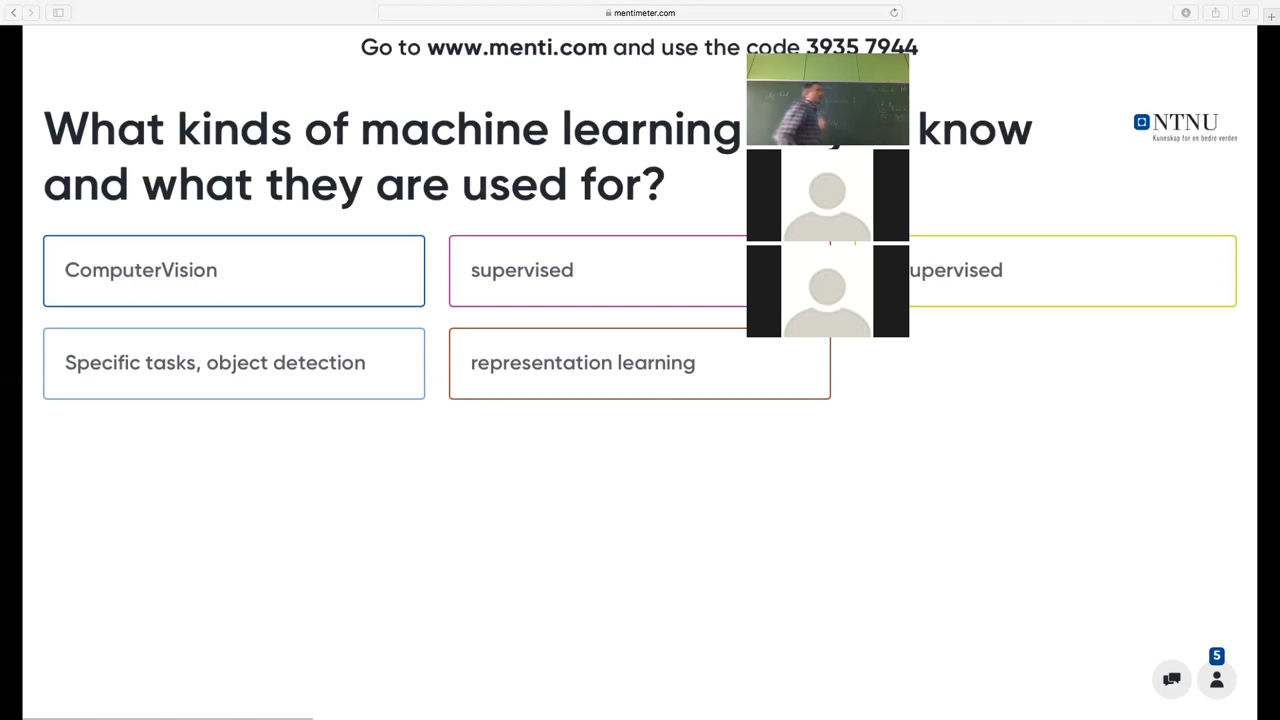 mentimeter.com
Go to www.menti.com and use the code 3935 7944
What kinds of machine learning know
and what they are used for?
NTNU
Kunnskap for en bedre verden
ComputerVision
supervised
upervised
Specific tasks, object detection
representation learning
5